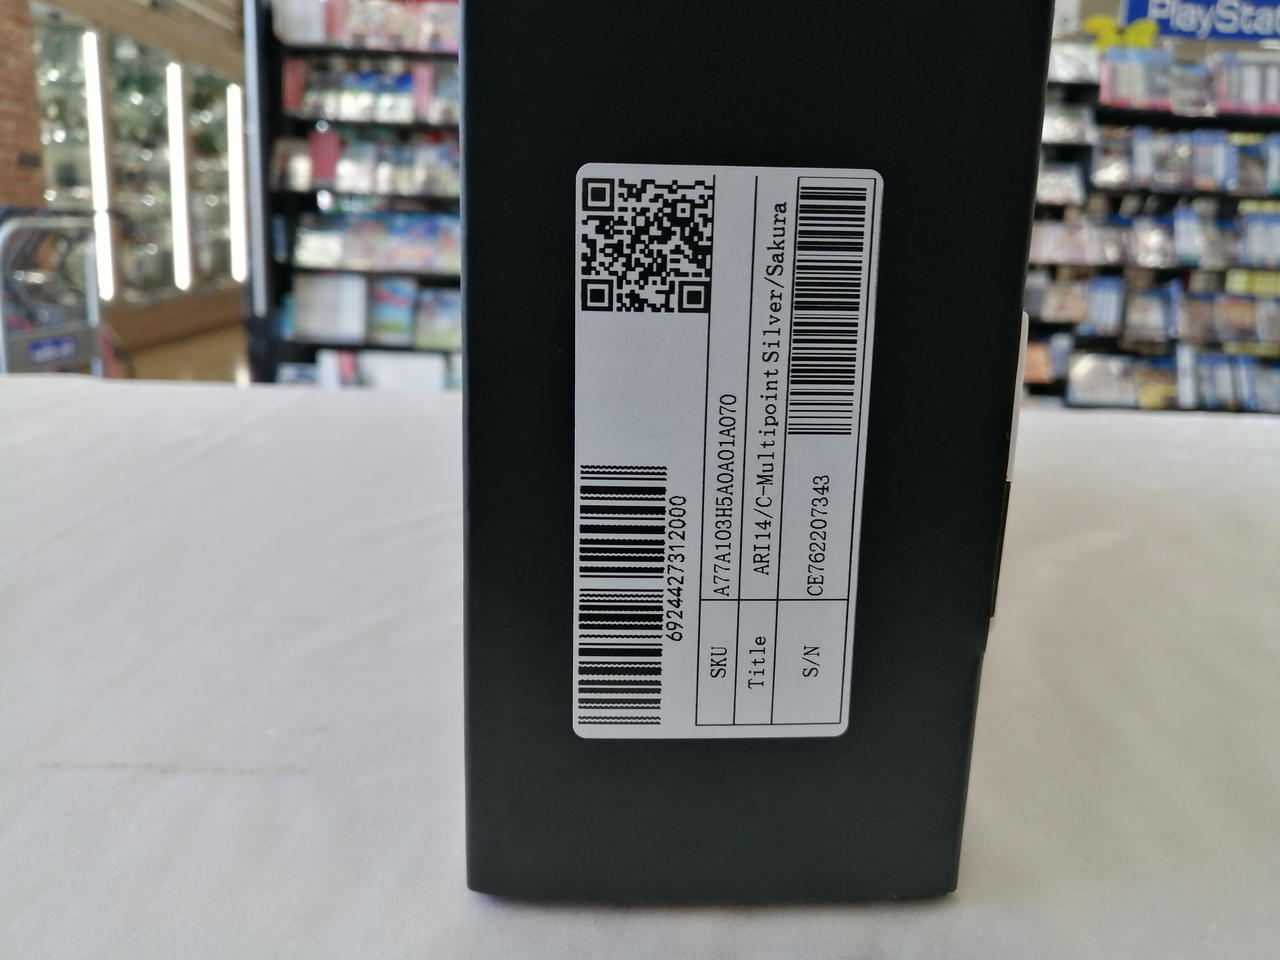 PlaySta
6924427312000
SKU A77A103H5A0A01A070
Title ARI14/C-Multipoint Silver/Sakura
S/N CE762207343